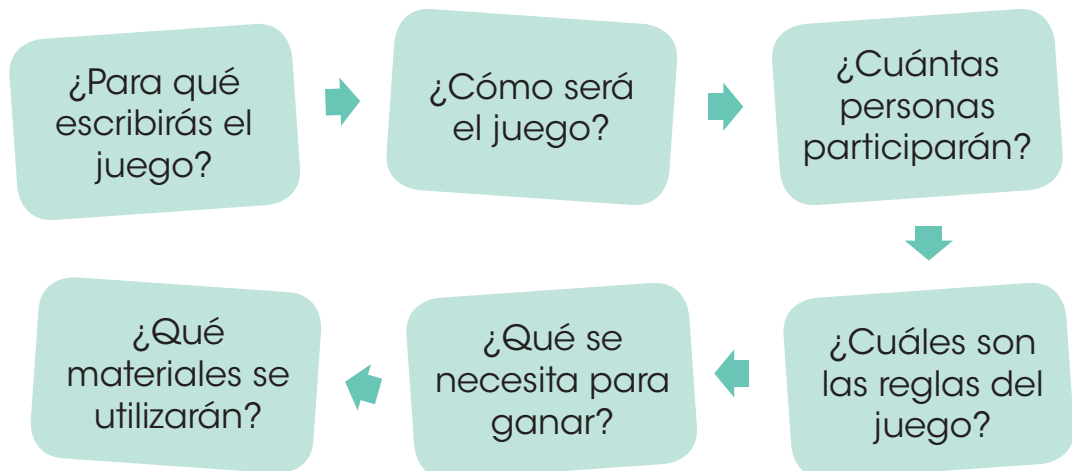 ¿Para qué
escribirás el
juego?
¿Cómo será
el juego?
¿Cuántas
personas
participarán?
¿Cuáles son
las reglas del
juego?
¿Qué se
necesita para
ganar?
¿Qué
materiales se
utilizarán?